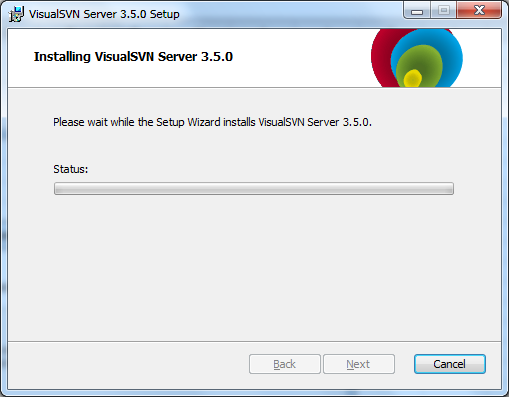 VisualSVN Server 3.5.0 Setup
Installing VisualSVN Server 3.5.0
Please wait while the Setup Wizard installs VisualSVN Server 3.5.0.
Status:
Back Next Cancel